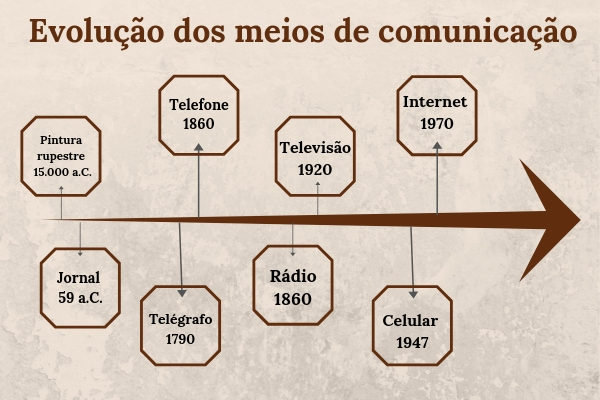 Evolução dos meios de comunicação
Pintura
rupestre
15.000 a.C.
Jornal
59 a.C.
Telégrafo
1790
Telefone
1860
Rádio
1860
Televisão
1920
Celular
1947
Internet
1970